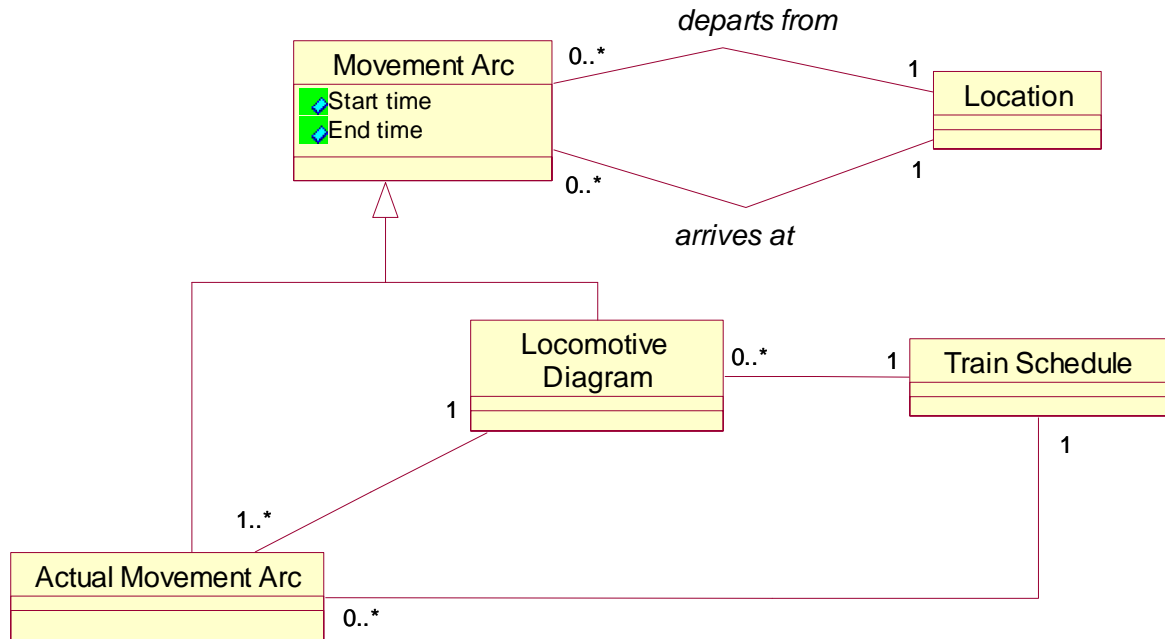 departs from
Movement Arc
0..*
1
Location
Start time
End time
0..*
1
arrives at
Locomotive
Diagram
0..*
1
Train Schedule
1
1
1..*
Actual Movement Arc
0..*